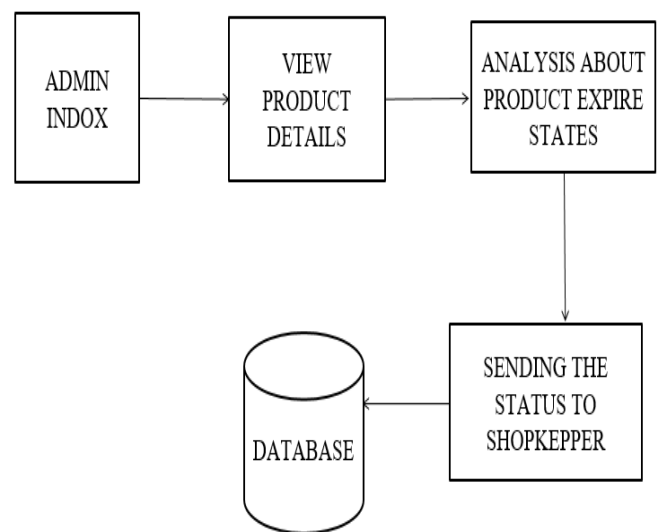 ADMIN
INDOX
VIEW
PRODUCT
DETAILS
ANALYSIS ABOUT
PRODUCT EXPIRE
STATES
SENDING THE
STATUS TO
SHOPKEPPER
DATABASE